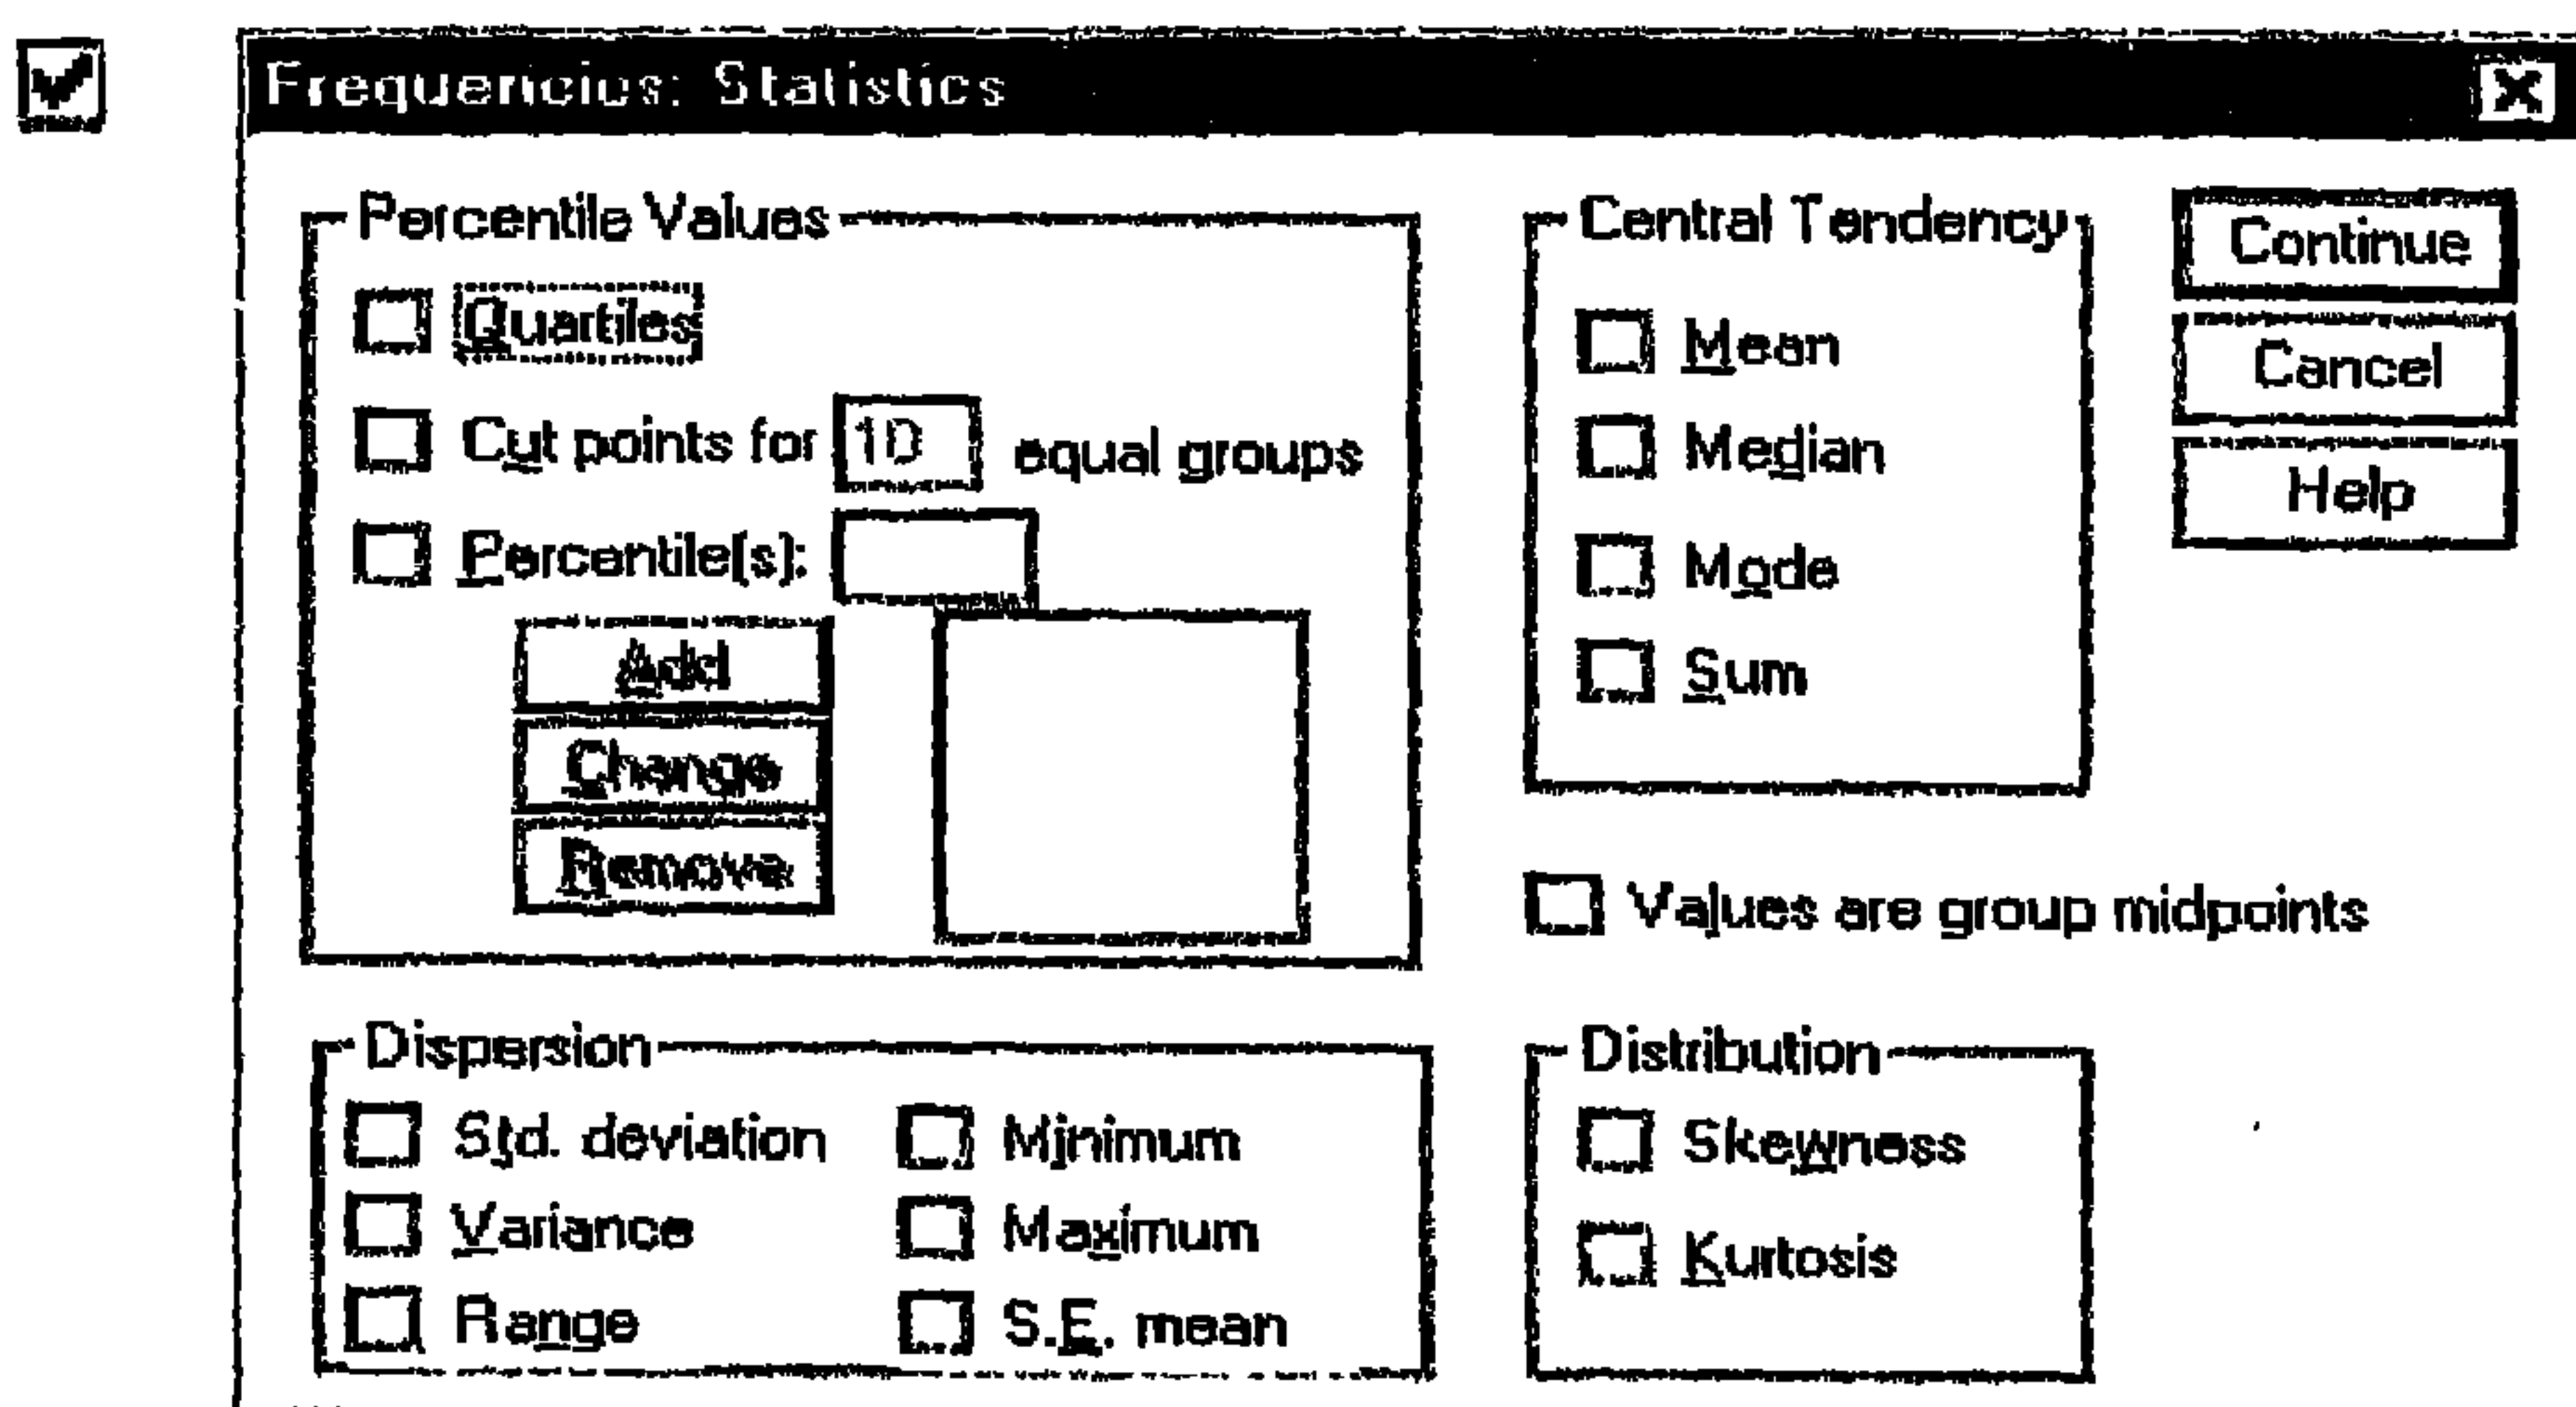 Frequencies: Statistics
Percentile Values
Quartiles
Cut points for 10 equal groups
Percentile(s):
Add
Change
Remove
Central Tendency
Mean
Median
Mode
Sum
Continue
Cancel
Help
Values are group midpoints
Dispersion
Std. deviation
Minimum
Variance
Maximum
Range
S.E. mean
Distribution
Skewness
Kurtosis